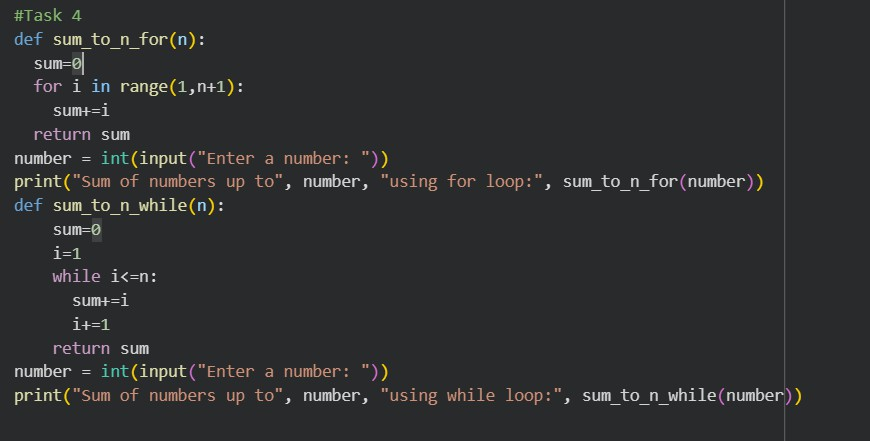 #Task 4
def sum_to_n_for(n):
  sum=0
  for i in range(1,n+1):
    sum+=i
  return sum
number = int(input("Enter a number: "))
print("Sum of numbers up to", number, "using for loop:", sum_to_n_for(number))
def sum_to_n_while(n):
    sum=0
    i=1
    while i<=n:
      sum+=i
      i+=1
    return sum
number = int(input("Enter a number: "))
print("Sum of numbers up to", number, "using while loop:", sum_to_n_while(number))